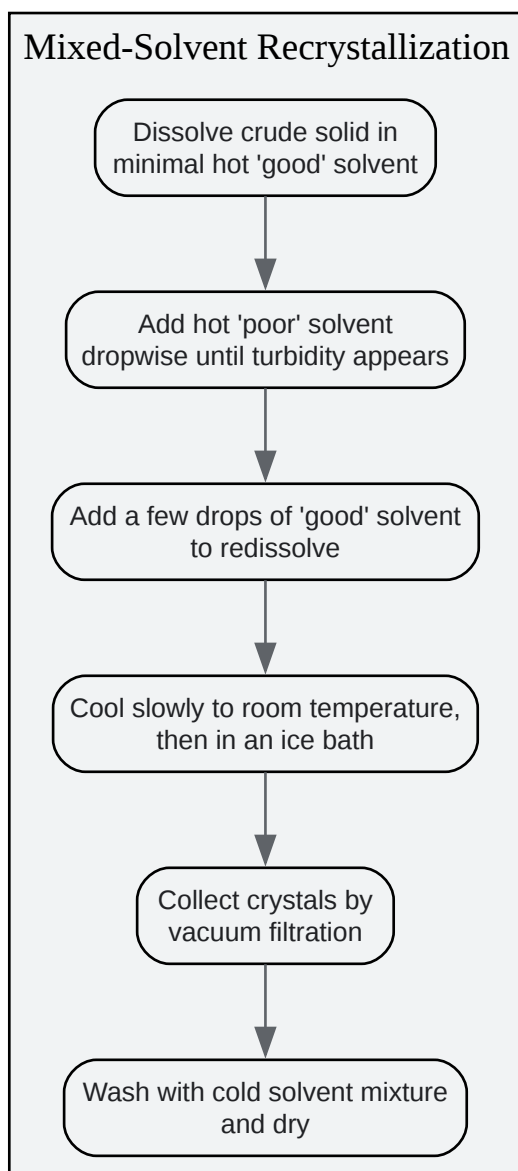 Mixed-Solvent Recrystallization
Dissolve crude solid in
minimal hot 'good' solvent
Add hot 'poor' solvent
dropwise until turbidity appears
Add a few drops of 'good' solvent
to redissolve
Cool slowly to room temperature,
then in an ice bath
Collect crystals by
vacuum filtration
Wash with cold solvent mixture
and dry